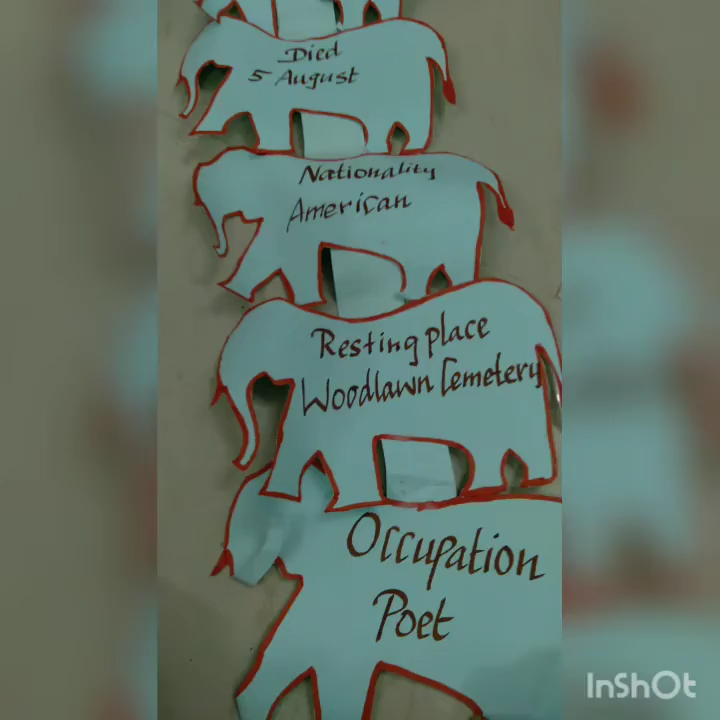 Died
5 August
Nationality
American
Resting place
Woodlawn Cemetery
Occupation
Poet
InShOt